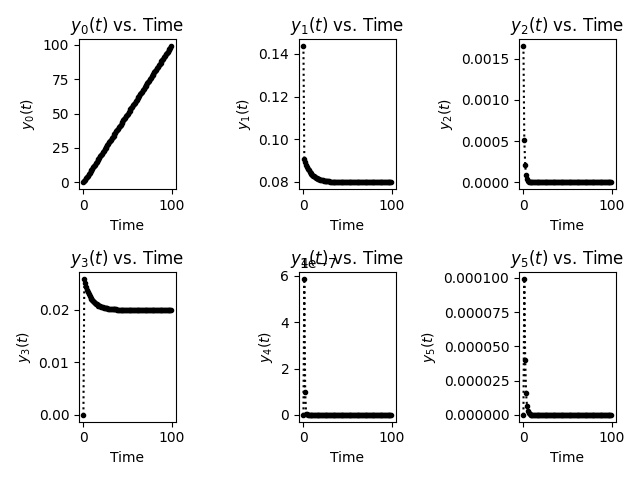 y₀(t) vs. Time
100
75
50
25
0
y₀(t)
0 100
Time
y₁(t) vs. Time
0.14
0.12
0.10
0.08
y₁(t)
0 100
Time
y₂(t) vs. Time
0.0015
0.0010
0.0005
0.0000
y₂(t)
0 100
Time
y₃(t) vs. Time
0.02
0.01
0.00
y₃(t)
0 100
Time
y₄(t) vs. Time
1e−7
6
4
2
0
y₄(t)
0 100
Time
y₅(t) vs. Time
0.000100
0.000075
0.000050
0.000025
0.000000
y₅(t)
0 100
Time